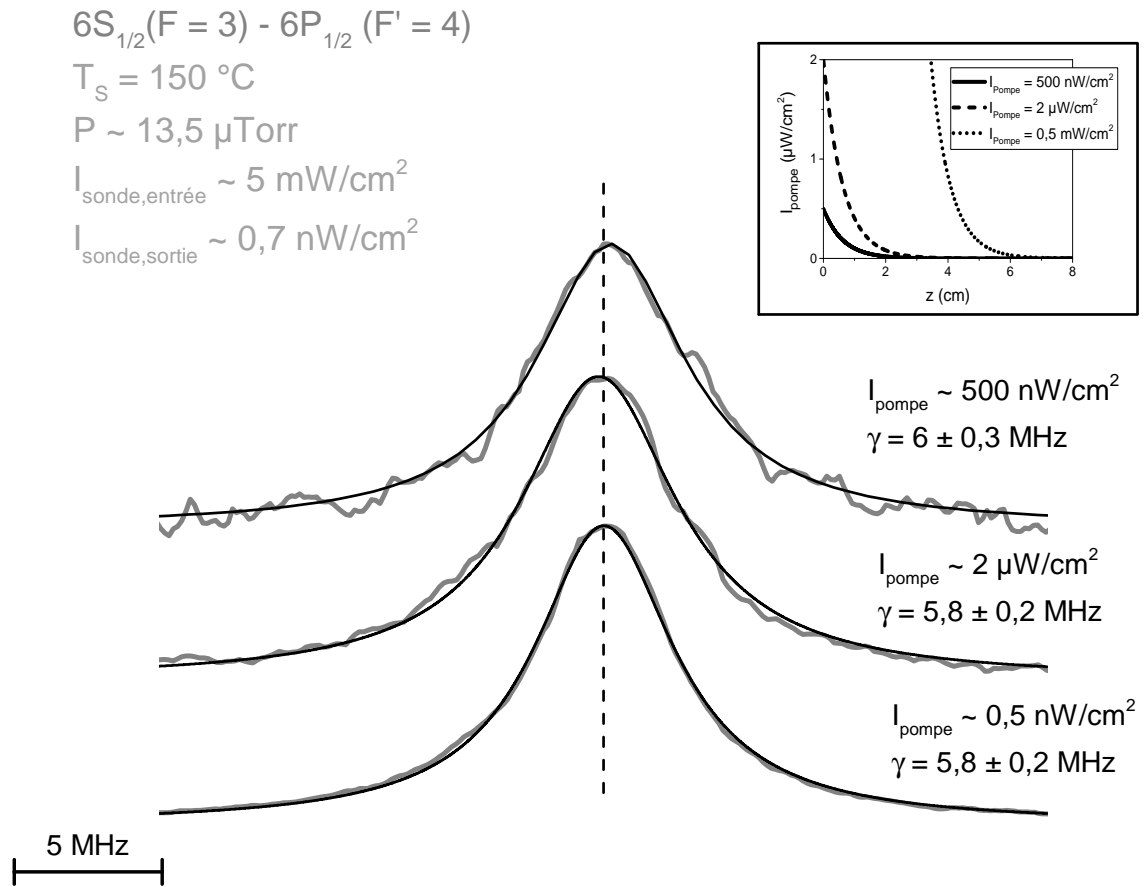 6S1/2(F = 3) - 6P1/2 (F' = 4)
TS = 150 °C
P ~ 13,5 µTorr
Isonde,entrée ~ 5 mW/cm²
Isonde,sortie ~ 0,7 nW/cm²
2
1
0
Ipompe (µW/cm²)
IPompe = 500 nW/cm²
IPompe = 2 µW/cm²
IPompe = 0,5 mW/cm²
0 2 4 6 8
z (cm)
Ipompe ~ 500 nW/cm²
γ = 6 ± 0,3 MHz
Ipompe ~ 2 µW/cm²
γ = 5,8 ± 0,2 MHz
Ipompe ~ 0,5 nW/cm²
γ = 5,8 ± 0,2 MHz
5 MHz